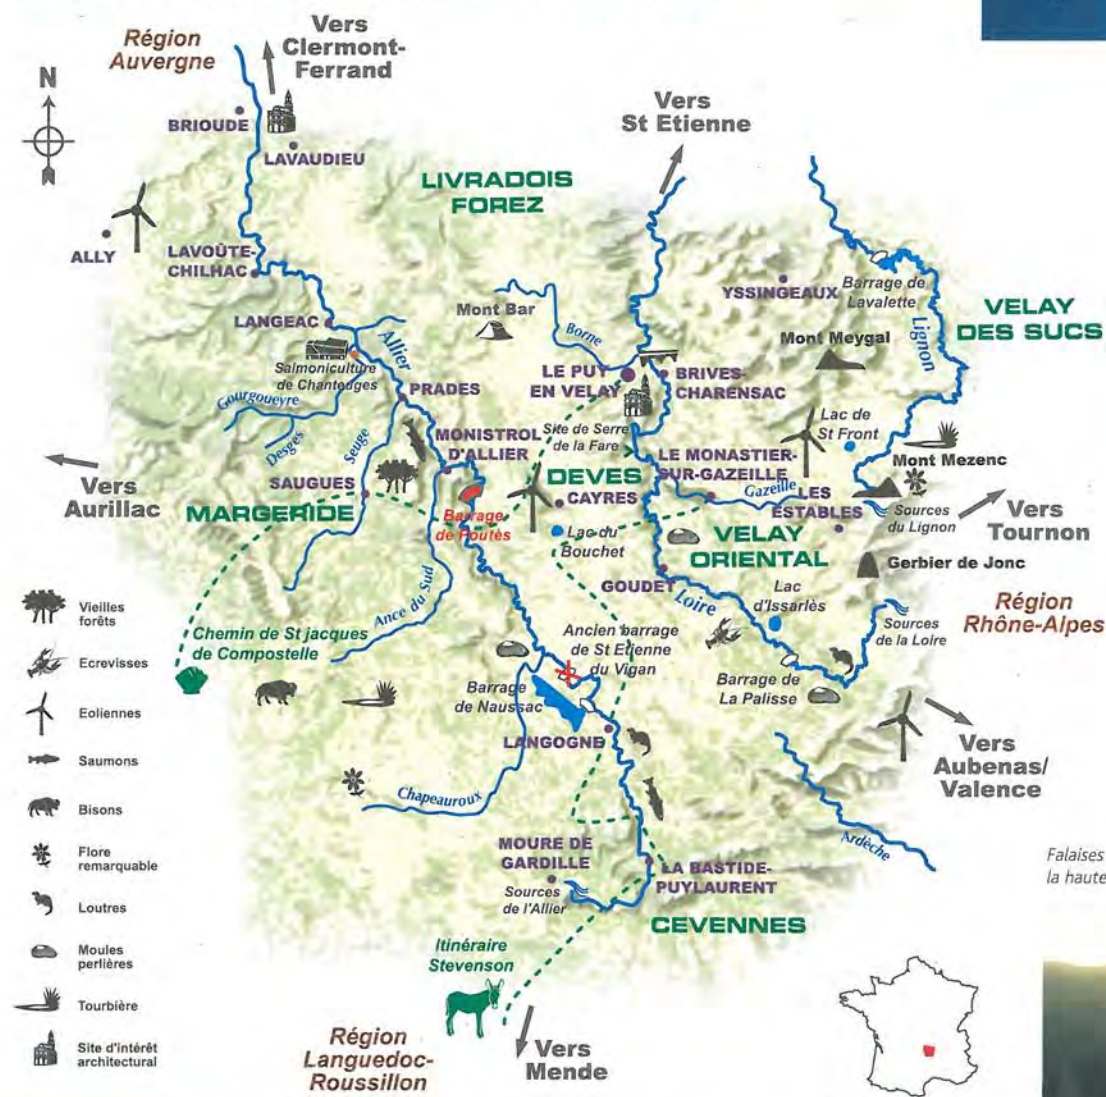 Région
Auvergne
Vers
Clermont-
Ferrand
N
BRIOUDE
LAVAUDIEU
Vers
St Etienne
LIVRADOIS
FOREZ
ALLY
LAVOÛTE-
CHILHAC
YSSINGEAUX
Barrage de
Lavalette
VELAY
DES SUCS
Lignon
LANGEAC
Allier
Mont Bar
Borne
Mont Meygal
Salmoniculture
de Chanteuges
LE PUY
EN VELAY
BRIVES-
CHARENSAC
PRADES
Gourgoueyre
Desges
Seuge
Lac de
St Front
Site de Serre
de la Fare
MONISTROL
D'ALLIER
LE MONASTIER-
SUR-GAZEILLE
Mont Mezenc
Vers
Aurillac
SAUGUES
MARGERIDE
DEVES
CAYRES
Gazeille
LES
ESTABLES
Sources
du Lignon
Vers
Tournon
Barrage
de Poutès
Lac du
Bouchet
VELAY
ORIENTAL
Gerbier de Jonc
GOUDET
Loire
Lac
d'Issarlès
Région
Rhône-Alpes
Sources
de la Loire
Ance du Sud
Chemin de St jacques
de Compostelle
Ancien barrage
de St Etienne
du Vigan
Barrage
de Naussac
Barrage de
La Palisse
LANGOGNE
Vers
Aubenas/
Valence
Chapeauroux
Ardèche
MOURE DE
GARDILLE
Sources
de l'Allier
LA BASTIDE-
PUYLAURENT
CEVENNES
Itinéraire
Stevenson
Région
Languedoc-
Roussillon
Vers
Mende
Vieilles
forêts
Ecrevisses
Eoliennes
Saumons
Bisons
Flore
remarquable
Loutres
Moules
perlières
Tourbière
Site d'intérêt
architectural
Falaises
la haute